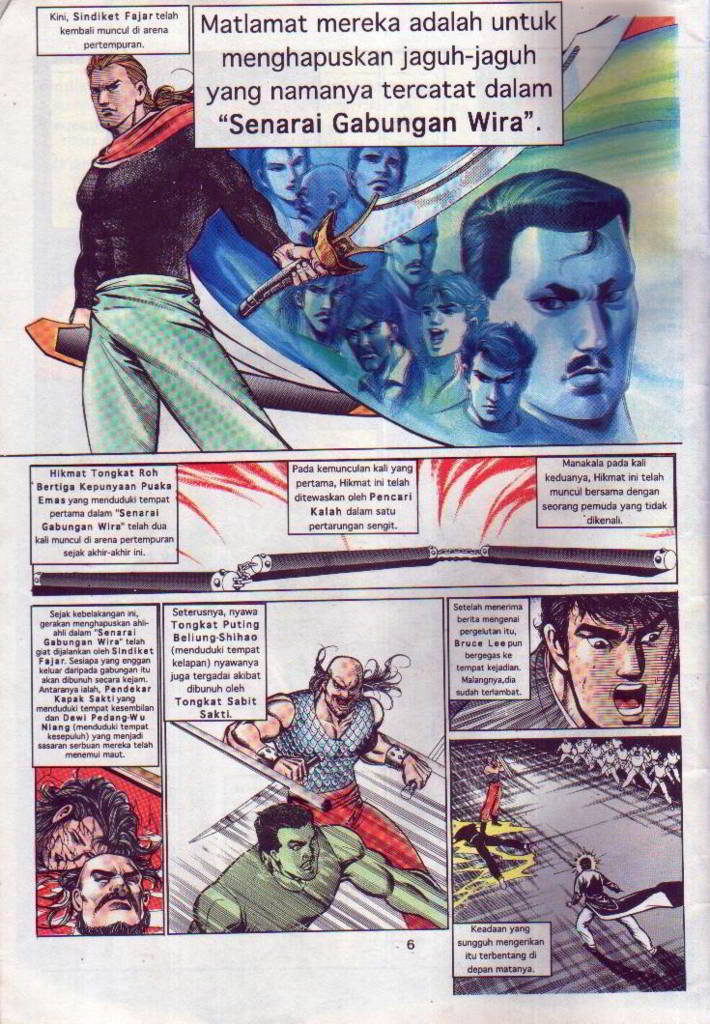 Kini, Sindiket Fajar telah
kembali muncul di arena
pertempuran.
Matlamat mereka adalah untuk
menghapuskan jaguh-jaguh
yang namanya tercatat dalam
“Senarai Gabungan Wira”.
Hikmat Tongkat Roh
Bertiga Kepunyaan Puaka
Emas yang menduduki tempat
pertama dalam "Senarai
Gabungan Wira" telah dua
kali muncul di arena pertempuran
sejak akhir-akhir ini.
Pada kemunculan kali yang
pertama, Hikmat ini telah
ditewaskan oleh Pencari
Kalah dalam satu
pertarungan sengit.
Manakala pada kali
keduanya, Hikmat ini telah
muncul bersama dengan
seorang pemuda yang tidak
dikenali.
Sejak kebelakangan ini,
gerakan menghapuskan ahli-
ahli dalam "Senarai
Gabungan Wira" telah
giat dijalankan oleh Sindiket
Fajar. Sesiapa yang enggan
keluar daripada gabungan itu
akan dibunuh secara kejam.
Antaranya ialah, Pendekar
Kapak Sakti yang
menduduki tempat kesembilan
dan Dewi Pedang-Wu
Niang (menduduki tempat
kesepuluh) yang menjadi
sasaran serbuan mereka telah
menemui maut.
Seterusnya, nyawa
Tongkat Puting
Beliung-Shihao
(menduduki tempat
kelapan) nyawanya
juga tergadai akibat
dibunuh oleh
Tongkat Sabit
Sakti.
Setelah menerima
berita mengenai
pergelutan itu,
Bruce Lee pun
bergegas ke
tempat kejadian.
Malangnya,dia
sudah terlambat.
Keadaan yang
sungguh mengerikan
itu terbentang di
depan matanya.
6